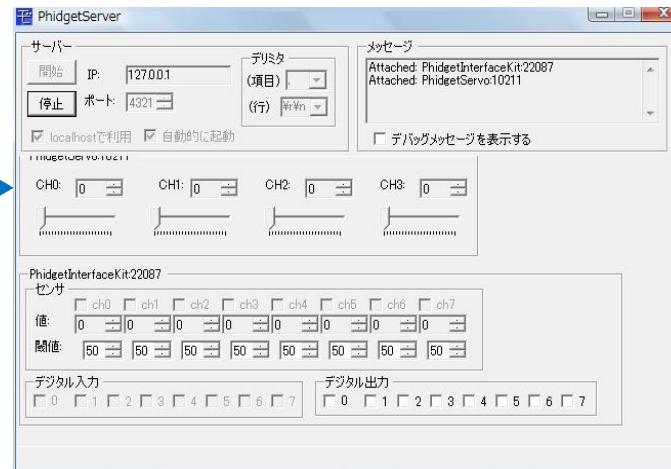 PhidgetServer
サーバー
開始 IP: 127.0.0.1
停止 ポート: 4321
デリミタ
(項目) .
(行) ¥r¥n
localhostで利用 自動的に起動
メッセージ
Attached: PhidgetInterfaceKit:22087
Attached: PhidgetServo:10211
デバッグメッセージを表示する
PhidgetServo:10211
CH0: 0 CH1: 0 CH2: 0 CH3: 0
PhidgetInterfaceKit:22087
センサ
ch0 ch1 ch2 ch3 ch4 ch5 ch6 ch7
値: 0 0 0 0 0 0 0 0
閾値: 50 50 50 50 50 50 50 50
デジタル入力
0 1 2 3 4 5 6 7
デジタル出力
0 1 2 3 4 5 6 7